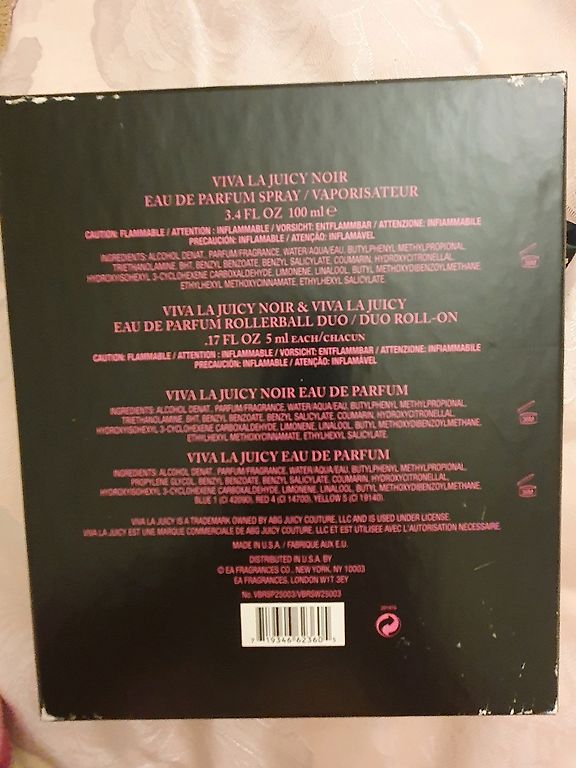 VIVA LA JUICY NOIR
EAU DE PARFUM SPRAY / VAPORISATEUR
3.4 FL OZ 100 ml ℮
CAUTION: FLAMMABLE / ATTENTION : INFLAMMABLE / VORSICHT: ENTFLAMMBAR / ATTENZIONE: INFIAMMABILE
PRECAUCIÓN: INFLAMABLE / ATENÇÃO: INFLAMÁVEL
INGREDIENTS: ALCOHOL DENAT., PARFUM/FRAGRANCE, WATER/AQUA/EAU, BUTYLPHENYL METHYLPROPIONAL,
TRIETHANOLAMINE, BHT, BENZYL BENZOATE, BENZYL SALICYLATE, COUMARIN, HYDROXYCITRONELLAL,
HYDROXYISOHEXYL 3-CYCLOHEXENE CARBOXALDEHYDE, LIMONENE, LINALOOL, BUTYL METHOXYDIBENZOYLMETHANE,
ETHYLHEXYL METHOXYCINNAMATE, ETHYLHEXYL SALICYLATE.
VIVA LA JUICY NOIR & VIVA LA JUICY
EAU DE PARFUM ROLLERBALL DUO / DUO ROLL-ON
.17 FL OZ 5 ml EACH/CHACUN
CAUTION: FLAMMABLE / ATTENTION : INFLAMMABLE / VORSICHT: ENTFLAMMBAR / ATTENZIONE: INFIAMMABILE
PRECAUCIÓN: INFLAMABLE / ATENÇÃO: INFLAMÁVEL
VIVA LA JUICY NOIR EAU DE PARFUM
INGREDIENTS: ALCOHOL DENAT., PARFUM/FRAGRANCE, WATER/AQUA/EAU, BUTYLPHENYL METHYLPROPIONAL,
TRIETHANOLAMINE, BHT, BENZYL BENZOATE, BENZYL SALICYLATE, COUMARIN, HYDROXYCITRONELLAL,
HYDROXYISOHEXYL 3-CYCLOHEXENE CARBOXALDEHYDE, LIMONENE, LINALOOL, BUTYL METHOXYDIBENZOYLMETHANE,
ETHYLHEXYL METHOXYCINNAMATE, ETHYLHEXYL SALICYLATE.
VIVA LA JUICY EAU DE PARFUM
INGREDIENTS: ALCOHOL DENAT., PARFUM/FRAGRANCE, WATER/AQUA/EAU, BUTYLPHENYL METHYLPROPIONAL,
PROPYLENE GLYCOL, BENZYL BENZOATE, BENZYL SALICYLATE, COUMARIN, HYDROXYCITRONELLAL,
HYDROXYISOHEXYL 3-CYCLOHEXENE CARBOXALDEHYDE, LIMONENE, LINALOOL, BUTYL METHOXYDIBENZOYLMETHANE,
BLUE 1 (CI 42090), RED 4 (CI 14700), YELLOW 5 (CI 19140).
VIVA LA JUICY IS A TRADEMARK OWNED BY ABG JUICY COUTURE, LLC AND IS USED UNDER LICENSE.
VIVA LA JUICY EST UNE MARQUE COMMERCIALE DE ABG JUICY COUTURE, LLC ET EST UTILISEE AVEC L'AUTORISATION NECESSAIRE.
MADE IN U.S.A. / FABRIQUE AUX E.U.
DISTRIBUTED IN U.S.A. BY
© EA FRAGRANCES CO., NEW YORK, NY 10003
EA FRAGRANCES, LONDON W1T 3EY
No. VBRSP25003/VBRSW25003
7 19346 62360 5